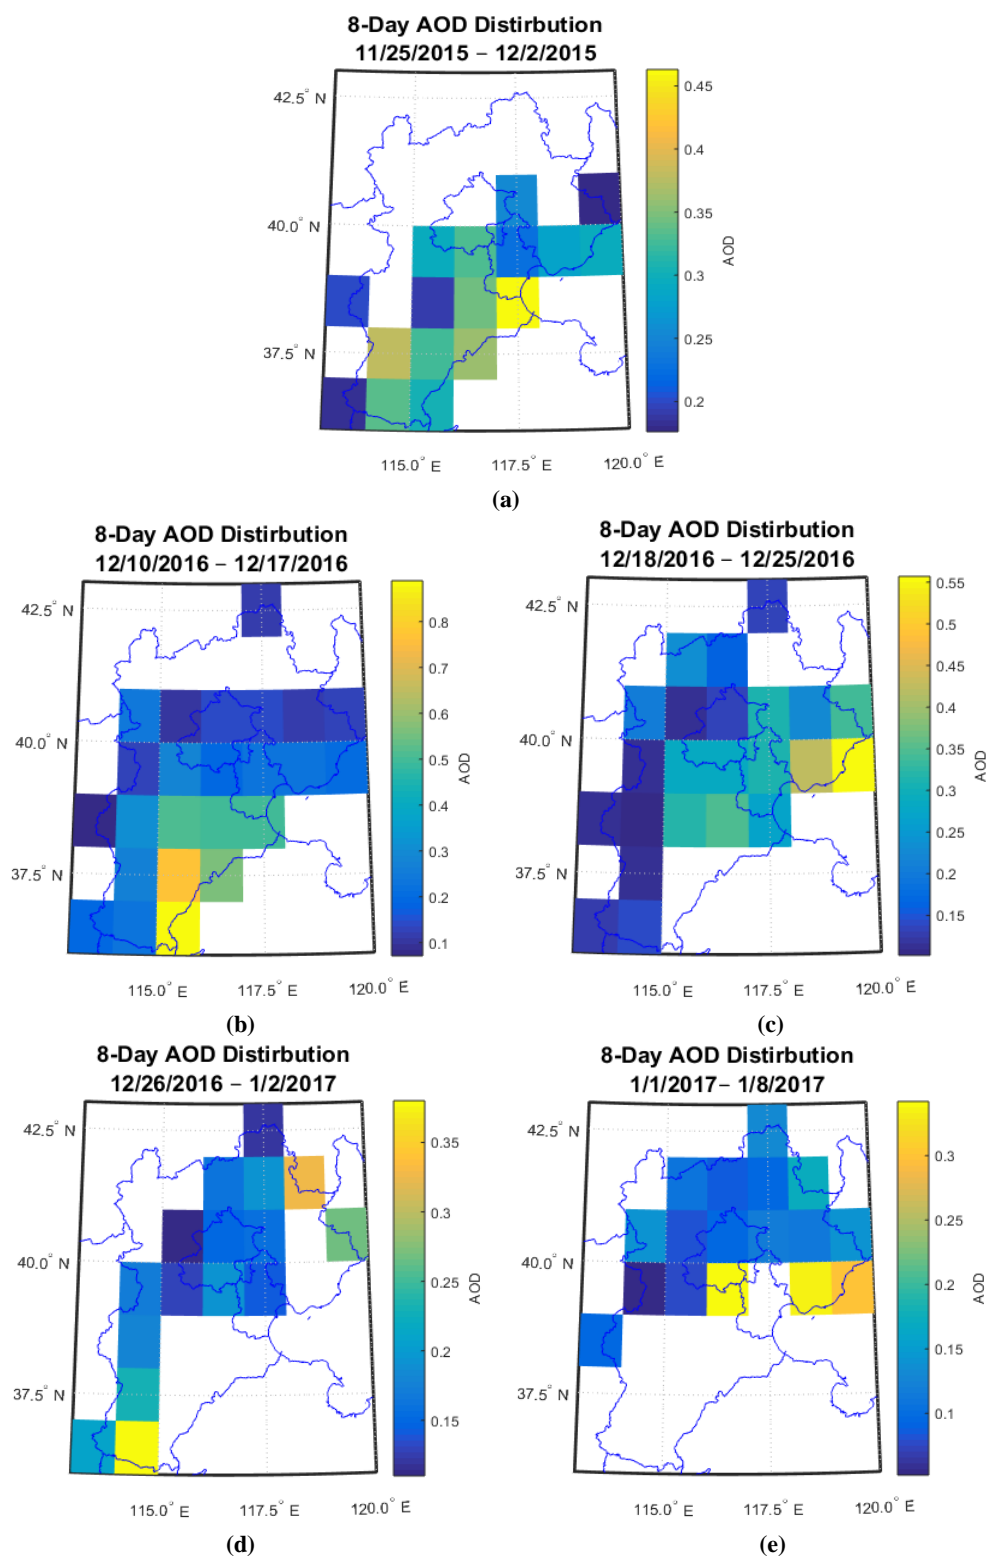 8-Day AOD Distirbution
11/25/2015 – 12/2/2015
42.5° N
40.0° N
37.5° N
115.0° E
117.5° E
120.0° E
0.45
0.4
0.35
0.3
0.25
0.2
AOD
(a)
8-Day AOD Distirbution
12/10/2016 – 12/17/2016
42.5° N
40.0° N
37.5° N
115.0° E
117.5° E
120.0° E
0.8
0.7
0.6
0.5
0.4
0.3
0.2
0.1
AOD
(b)
8-Day AOD Distirbution
12/18/2016 – 12/25/2016
42.5° N
40.0° N
37.5° N
115.0° E
117.5° E
120.0° E
0.55
0.5
0.45
0.4
0.35
0.3
0.25
0.2
0.15
AOD
(c)
8-Day AOD Distirbution
12/26/2016 – 1/2/2017
42.5° N
40.0° N
37.5° N
115.0° E
117.5° E
120.0° E
0.35
0.3
0.25
0.2
0.15
AOD
(d)
8-Day AOD Distirbution
1/1/2017– 1/8/2017
42.5° N
40.0° N
37.5° N
115.0° E
117.5° E
120.0° E
0.3
0.25
0.2
0.15
0.1
AOD
(e)